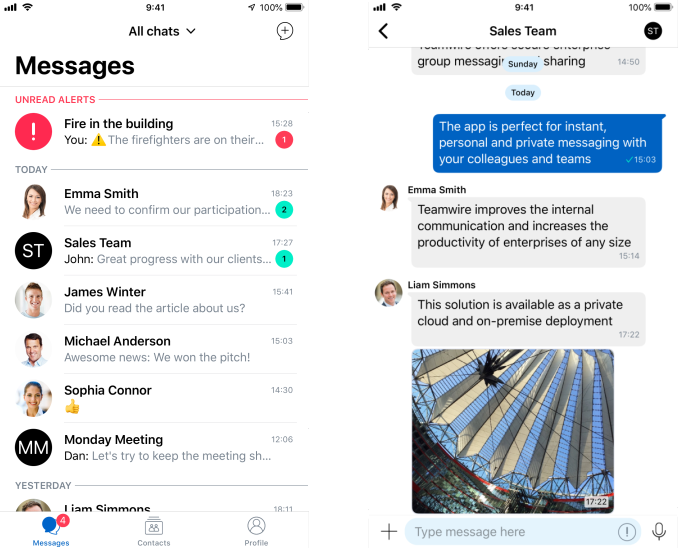 9:41
100%
All chats
Messages
UNREAD ALERTS
Fire in the building
15:28
You: ⚠️ The firefighters are on their...
1
TODAY
Emma Smith
18:23
We need to confirm our participation...
2
ST
Sales Team
17:27
John: Great progress with our clients...
1
James Winter
15:41
Did you read the article about us?
Michael Anderson
15:03
Awesome news: We won the pitch!
Sophia Connor
14:30
👍
MM
Monday Meeting
12:06
Dan: Let's try to keep the meeting sh...
YESTERDAY
Liam Simmons
18:11
4
Messages
Contacts
Profile
9:41
100%
Sales Team
ST
Teamwire offers secure enterprise
group messaging sharing
14:50
Sunday
Today
The app is perfect for instant,
personal and private messaging with
your colleagues and teams
15:03
Emma Smith
Teamwire improves the internal
communication and increases the
productivity of enterprises of any size
15:14
Liam Simmons
This solution is available as a private
cloud and on-premise deployment
17:22
17:22
Type message here